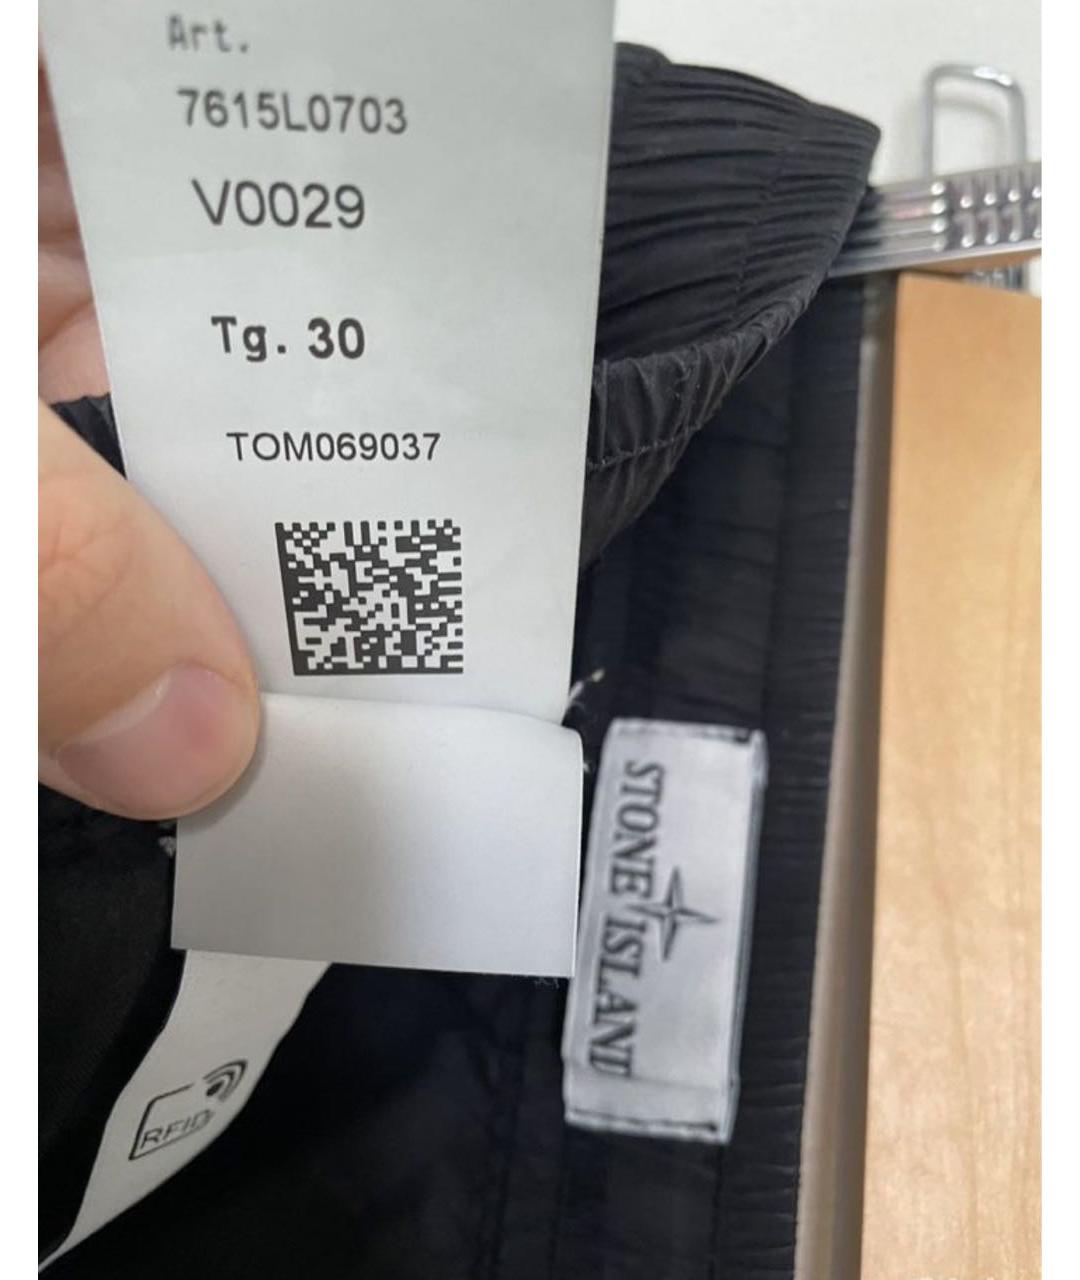 Art.
7615L0703
V0029
Tg. 30
TOM069037
STONE ISLAND
RFID